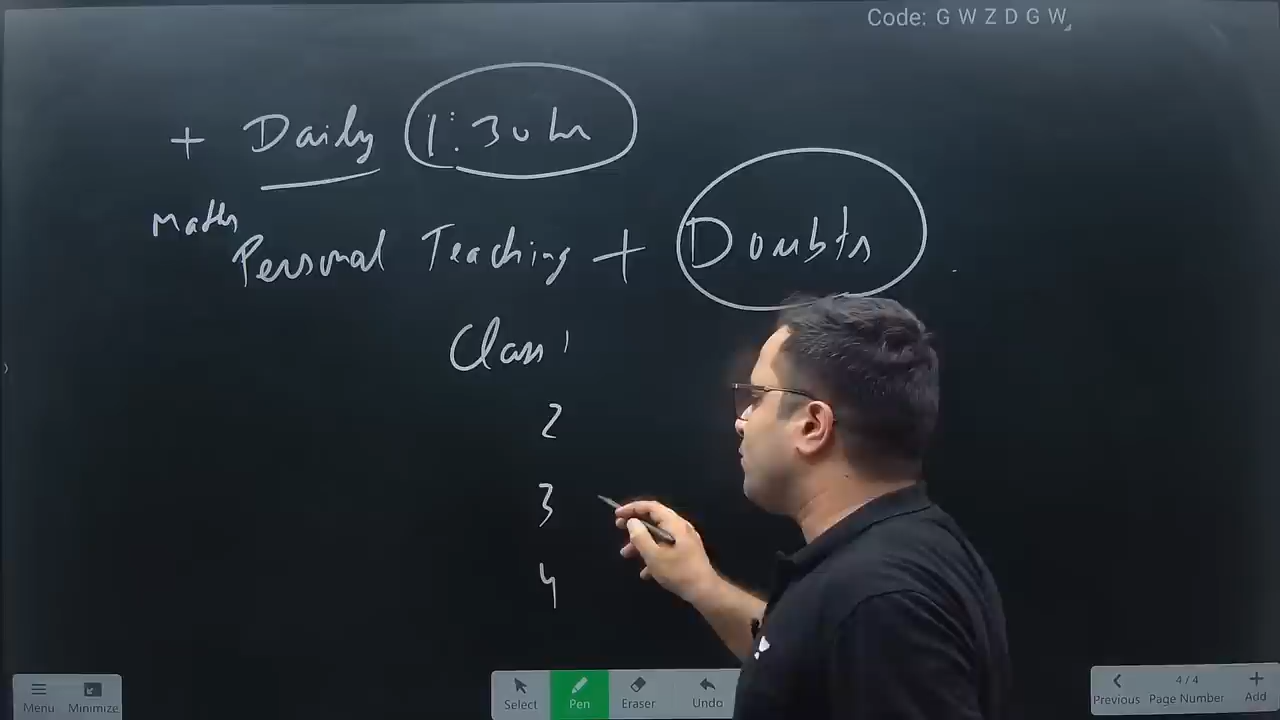 Code: G W Z D G W
+ Daily 1:30 hr
Maths
Personal Teaching + Doubts
Class 1
2
3
4
Menu Minimize Select Pen Eraser Undo Previous 4/4 Page Number Add